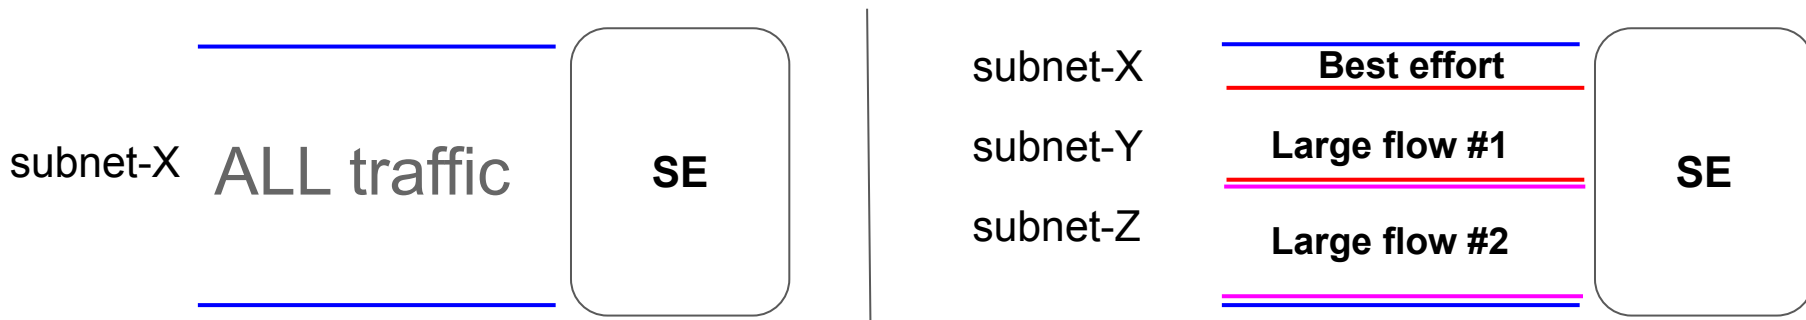 subnet-X
ALL traffic
SE
subnet-X
Best effort
subnet-Y
Large flow #1
subnet-Z
Large flow #2
SE